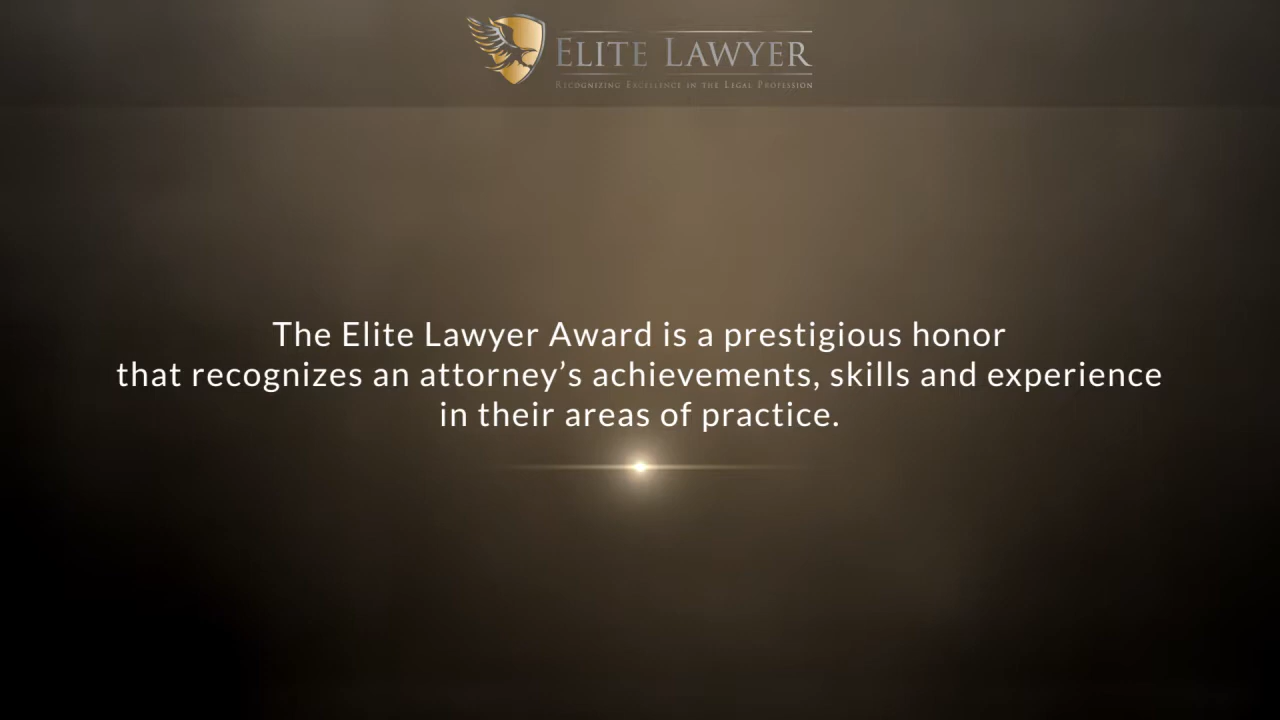 ELITE LAWYER
RECOGNIZING EXCELLENCE IN THE LEGAL PROFESSION
The Elite Lawyer Award is a prestigious honor
that recognizes an attorney’s achievements, skills and experience
in their areas of practice.